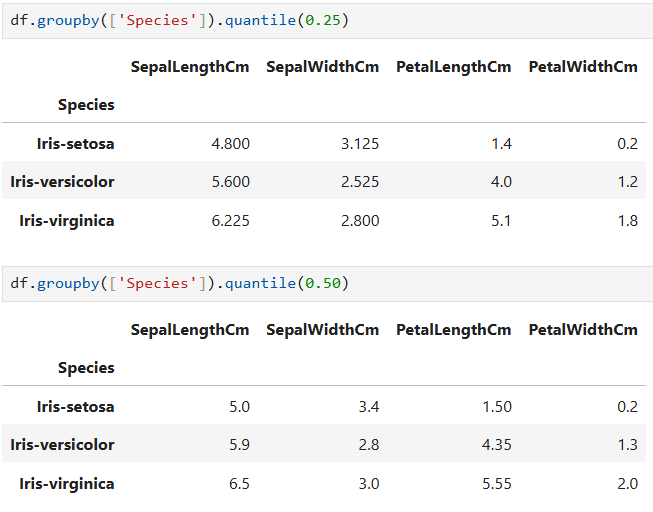 df.groupby(['Species']).quantile(0.25)
SepalLengthCm SepalWidthCm PetalLengthCm PetalWidthCm
Species
Iris-setosa 4.800 3.125 1.4 0.2
Iris-versicolor 5.600 2.525 4.0 1.2
Iris-virginica 6.225 2.800 5.1 1.8
df.groupby(['Species']).quantile(0.50)
SepalLengthCm SepalWidthCm PetalLengthCm PetalWidthCm
Species
Iris-setosa 5.0 3.4 1.50 0.2
Iris-versicolor 5.9 2.8 4.35 1.3
Iris-virginica 6.5 3.0 5.55 2.0